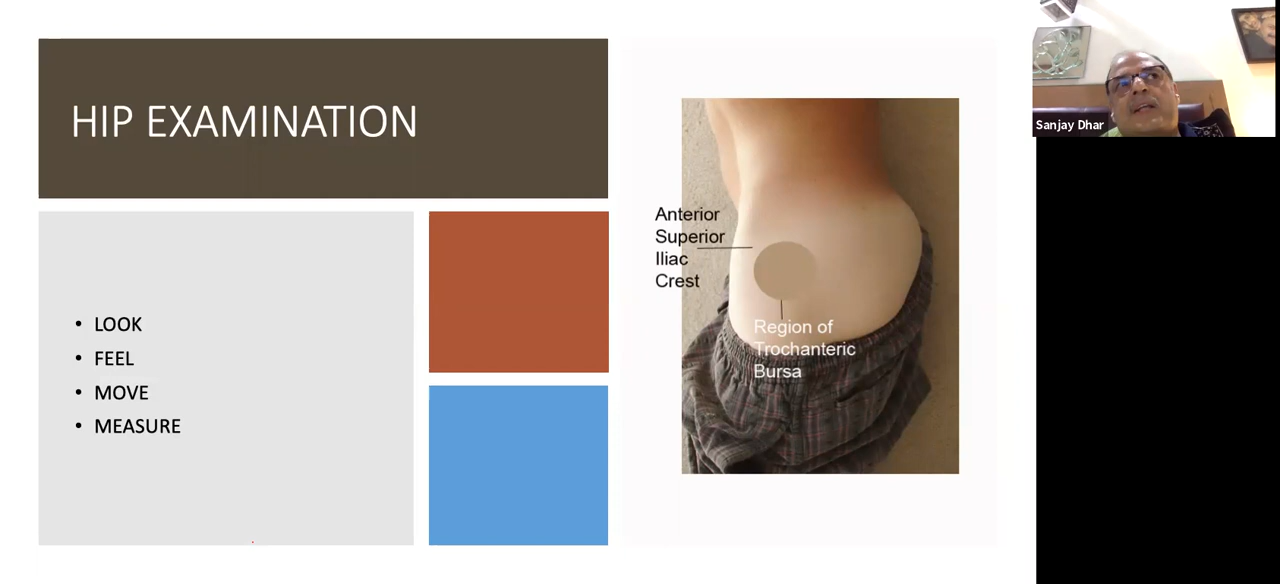 HIP EXAMINATION
• LOOK
• FEEL
• MOVE
• MEASURE
Anterior
Superior
Iliac
Crest
Region of
Trochanteric
Bursa
Sanjay Dhar